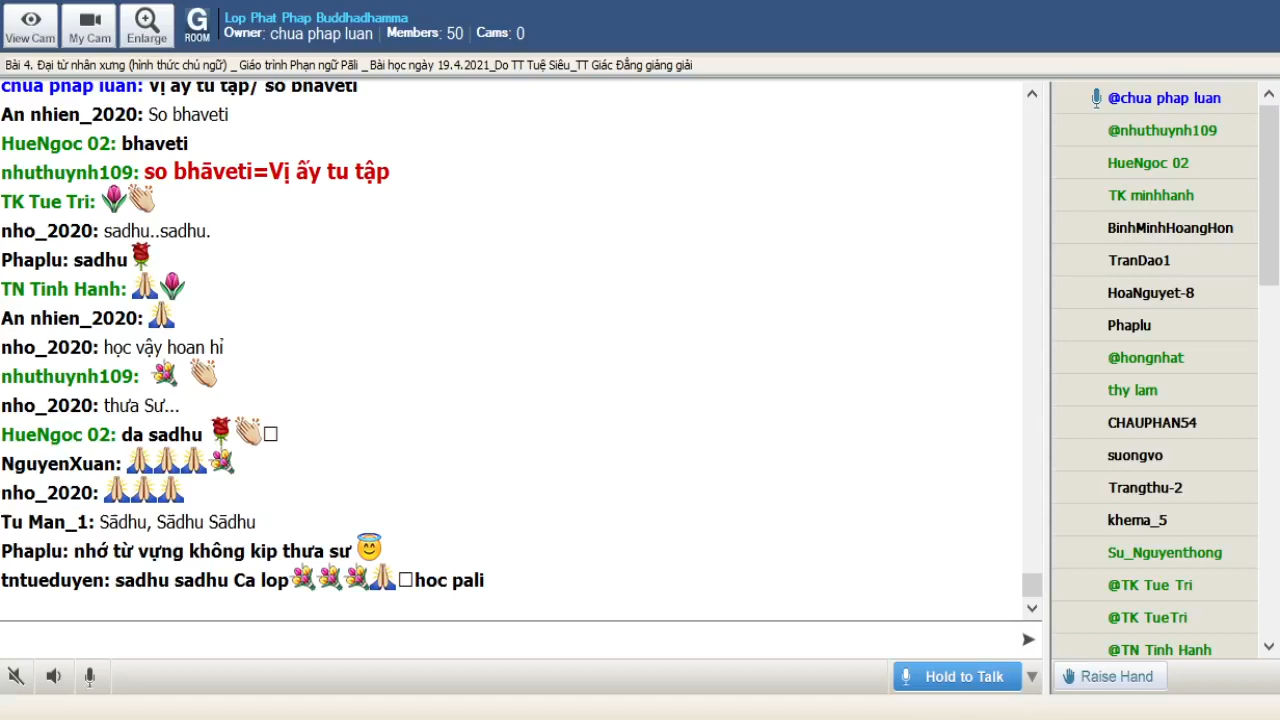 View Cam
My Cam
Enlarge
G
ROOM
Lop Phat Phap Buddhadhamma
Owner: chua phap luan | Members: 50 | Cams: 0
Bài 4. Đại từ nhân xưng (hình thức chủ ngữ) _ Giáo trình Phạn ngữ Pāli _ Bài học ngày 19.4.2021_Do TT Tuệ Siêu_TT Giác Đẳng giảng giải
chua phap luan: Vị ấy tu tập/ so bhaveti
An nhien_2020: So bhaveti
HueNgoc 02: bhaveti
nhuthuynh109: so bhāveti=Vị ấy tu tập
TK Tue Tri: 🌷👏
nho_2020: sadhu..sadhu.
Phaplu: sadhu🌹
TN Tinh Hanh: 🙏🌷
An nhien_2020: 🙏
nho_2020: học vậy hoan hỉ
nhuthuynh109: 💐 👏
nho_2020: thưa Sư...
HueNgoc 02: da sadhu 🌹👏□
NguyenXuan: 🙏🙏🙏💐
nho_2020: 🙏🙏🙏
Tu Man_1: Sādhu, Sādhu Sādhu
Phaplu: nhớ từ vựng không kip thưa sư 😇
tntueduyen: sadhu sadhu Ca lop💐💐💐🙏□hoc pali
@chua phap luan
@nhuthuynh109
HueNgoc 02
TK minhhanh
BinhMinhHoangHon
TranDao1
HoaNguyet-8
Phaplu
@hongnhat
thy lam
CHAUPHAN54
suongvo
Trangthu-2
khema_5
Su_Nguyenthong
@TK Tue Tri
@TK TueTri
@TN Tinh Hanh
Hold to Talk
Raise Hand